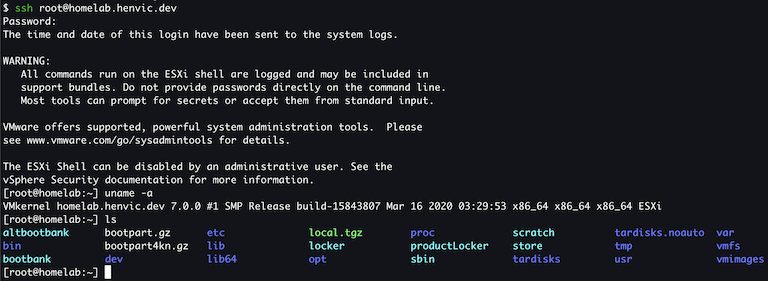 $ ssh root@homelab.henvic.dev
Password:
The time and date of this login have been sent to the system logs.
WARNING:
All commands run on the ESXi shell are logged and may be included in
support bundles. Do not provide passwords directly on the command line.
Most tools can prompt for secrets or accept them from standard input.
VMware offers supported, powerful system administration tools.  Please
see www.vmware.com/go/sysadmintools for details.
The ESXi Shell can be disabled by an administrative user. See the
vSphere Security documentation for more information.
[root@homelab:~] uname -a
VMkernel homelab.henvic.dev 7.0.0 #1 SMP Release build-15843807 Mar 16 2020 03:29:53 x86_64 x86_64 x86_64 ESXi
[root@homelab:~] ls
altbootbank bootpart.gz etc local.tgz proc scratch tardisks.noauto var
bin bootpart4kn.gz lib locker productLocker store tmp vmfs
bootbank dev lib64 opt sbin tardisks usr vmimages
[root@homelab:~]